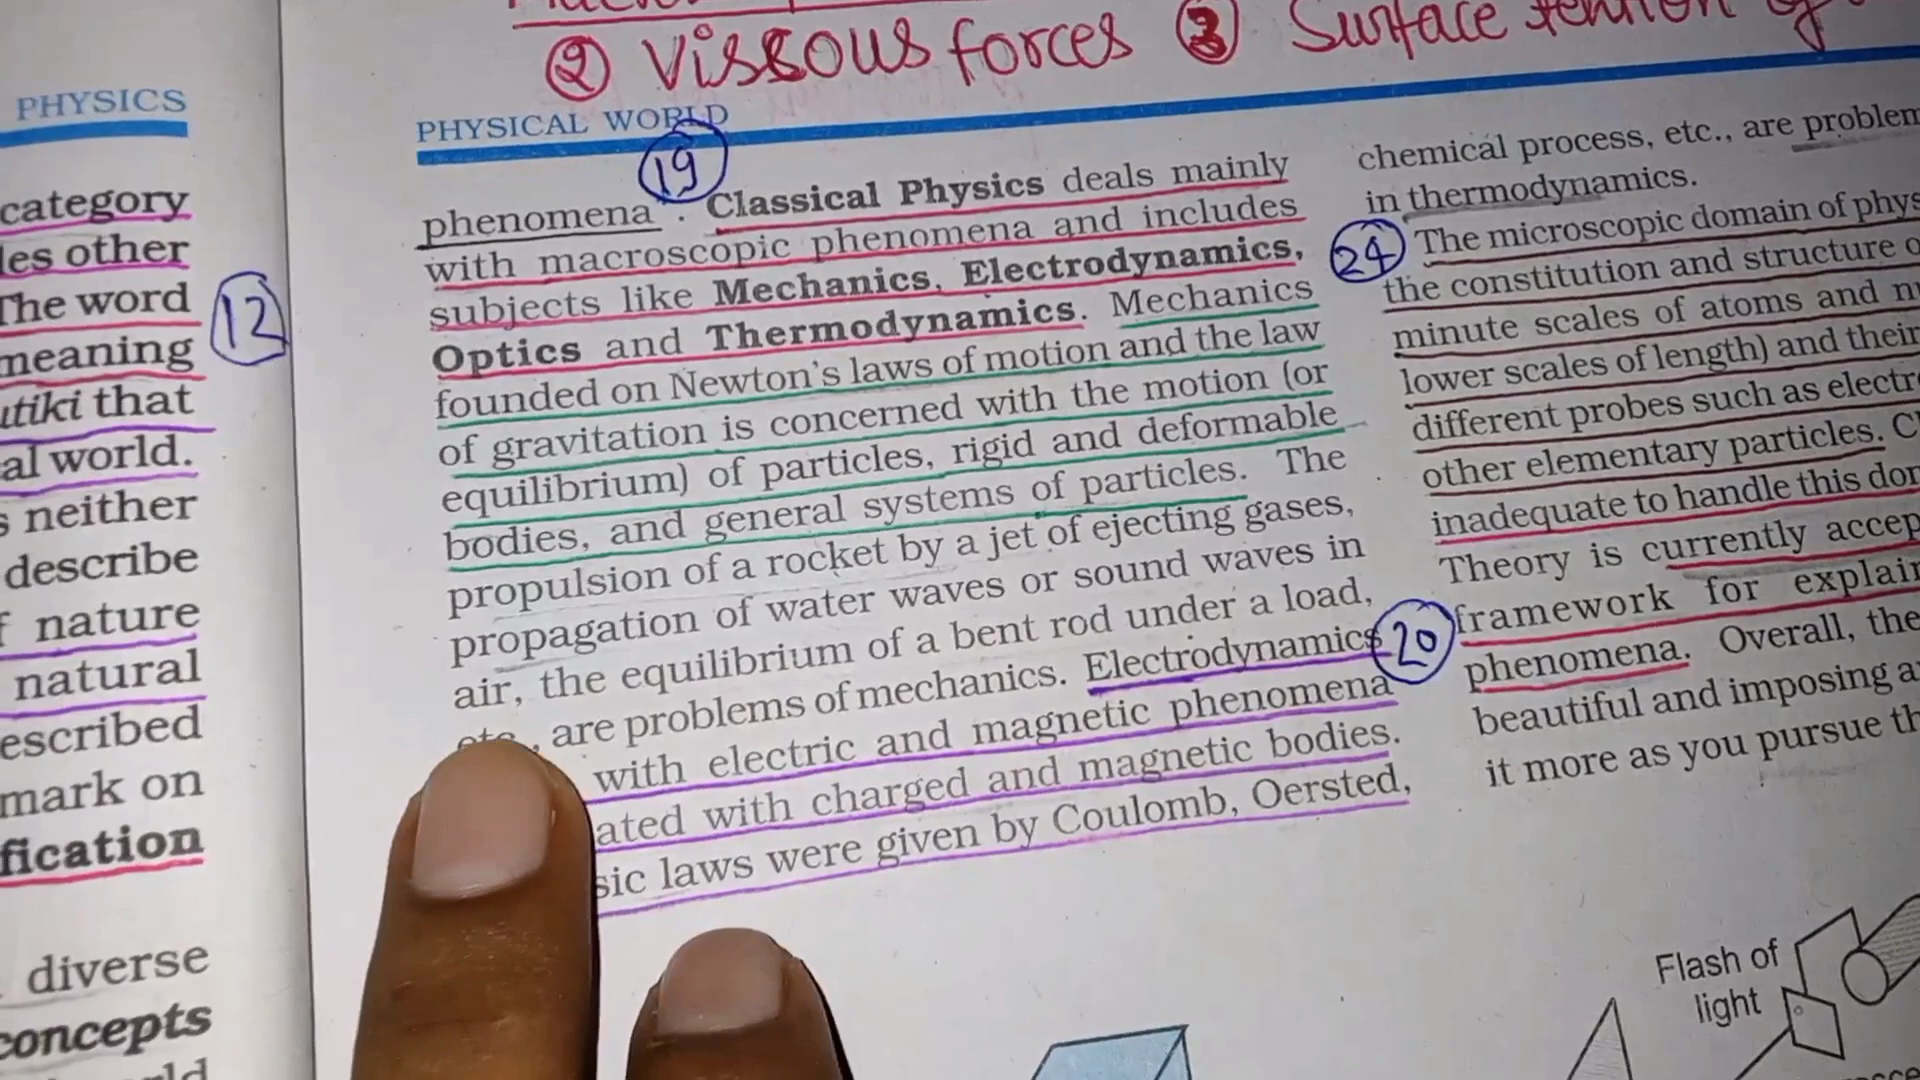 ② Viscous forces ③ Surface tention
PHYSICS
category
les other
The word
meaning
utiki that
al world.
s neither
describe
f nature
natural
escribed
mark on
fication
diverse
concepts
12
PHYSICAL WORLD
19
phenomena . Classical Physics deals mainly
with macroscopic phenomena and includes
subjects like Mechanics, Electrodynamics,
Optics and Thermodynamics. Mechanics
founded on Newton's laws of motion and the law
of gravitation is concerned with the motion (or
equilibrium) of particles, rigid and deformable
bodies, and general systems of particles. The
propulsion of a rocket by a jet of ejecting gases,
propagation of water waves or sound waves in
air, the equilibrium of a bent rod under a load,
etc., are problems of mechanics. Electrodynamics
with electric and magnetic phenomena
ated with charged and magnetic bodies.
sic laws were given by Coulomb, Oersted,
20
chemical process, etc., are problem
in thermodynamics.
24
The microscopic domain of phys
the constitution and structure o
minute scales of atoms and nu
lower scales of length) and their
different probes such as electro
other elementary particles. Cl
inadequate to handle this dom
Theory is currently accep
framework for explain
phenomena. Overall, the
beautiful and imposing a
it more as you pursue th
Flash of
light